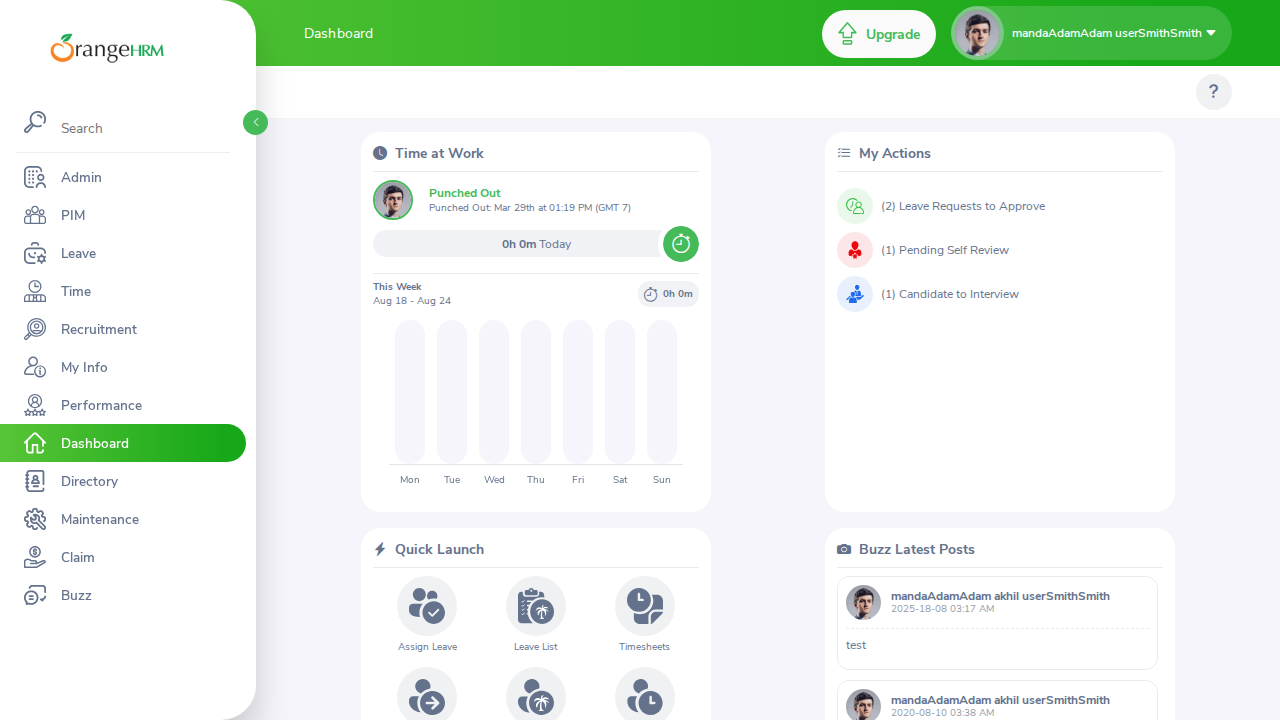 OrangeHRM
Search
Admin
PIM
Leave
Time
Recruitment
My Info
Performance
Dashboard
Directory
Maintenance
Claim
Buzz
Dashboard
Upgrade
mandaAdamAdam userSmithSmith
?
Time at Work
Punched Out
Punched Out: Mar 29th at 01:19 PM (GMT 7)
0h 0m Today
This Week
Aug 18 - Aug 24
0h 0m
Mon Tue Wed Thu Fri Sat Sun
My Actions
(2) Leave Requests to Approve
(1) Pending Self Review
(1) Candidate to Interview
Quick Launch
Assign Leave
Leave List
Timesheets
Buzz Latest Posts
mandaAdamAdam akhil userSmithSmith
2025-18-08 03:17 AM
test
mandaAdamAdam akhil userSmithSmith
2020-08-10 03:38 AM